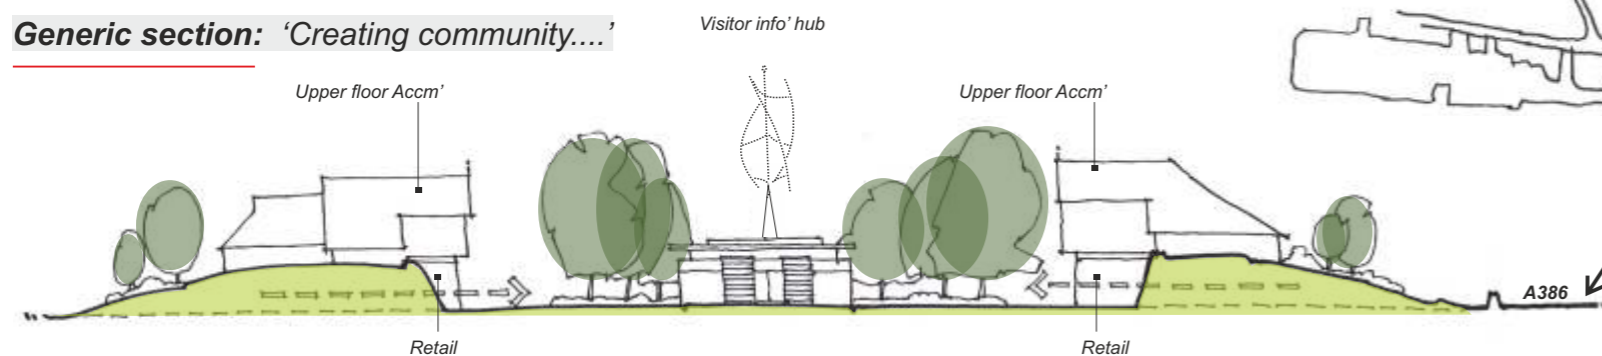 Generic section: ‘Creating community....’
Visitor info’ hub
Upper floor Accm’
Upper floor Accm’
A386
Retail
Retail